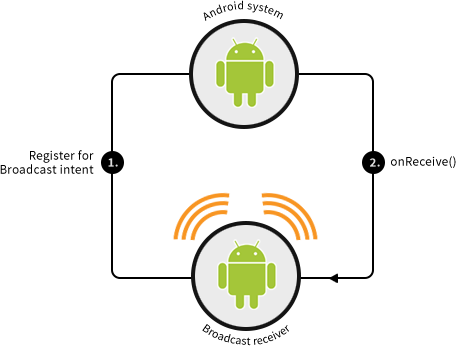 Android system
Register for
Broadcast intent
1.
2.
onReceive()
Broadcast receiver